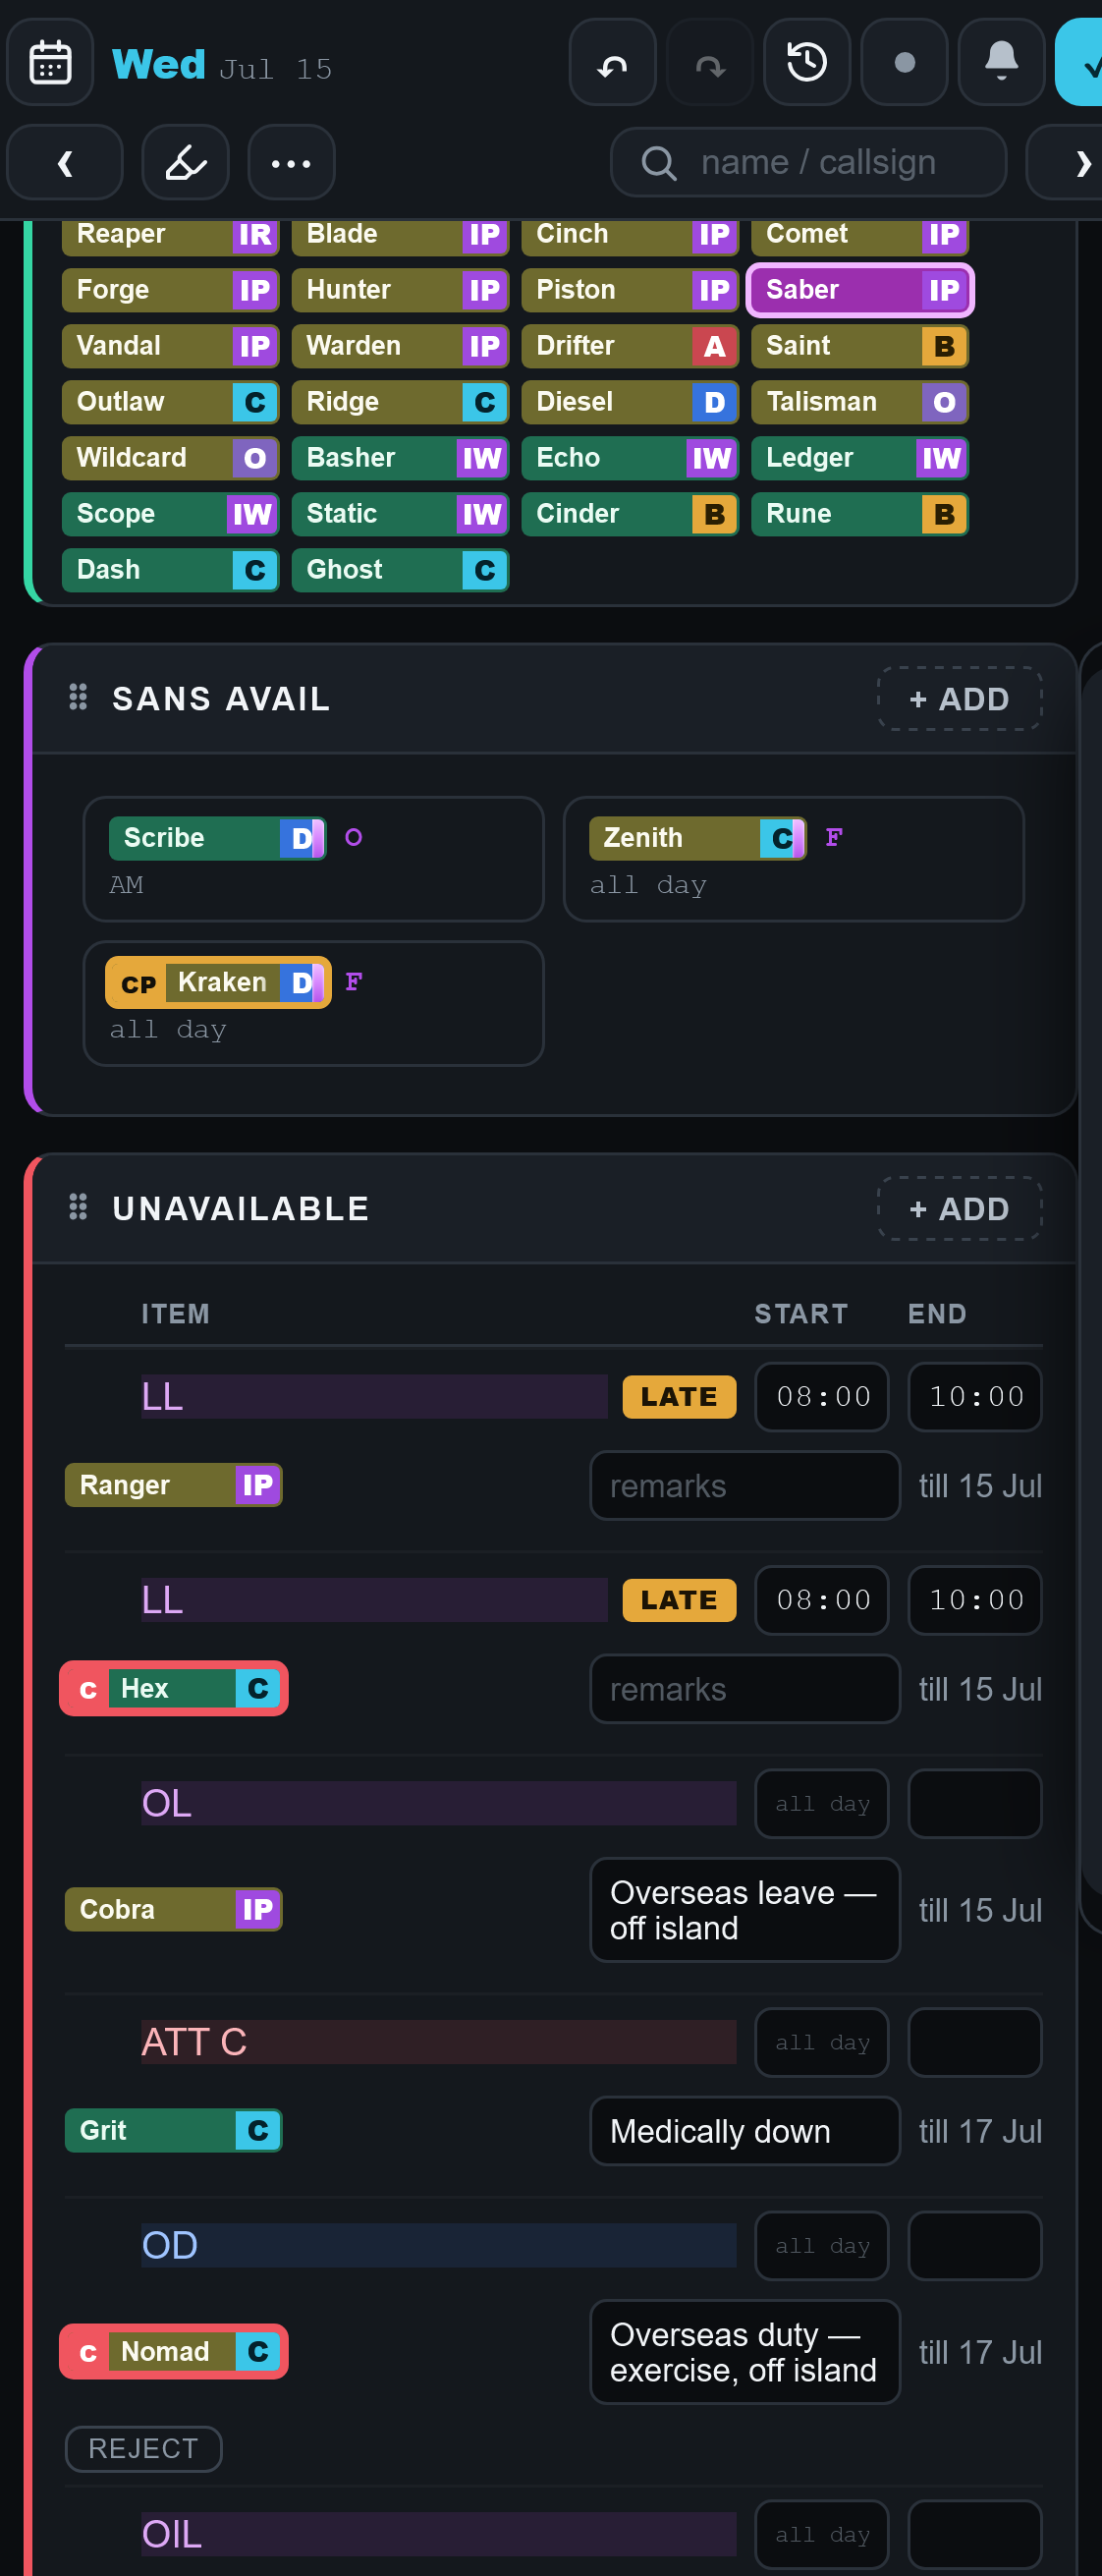 Wed Jul 15
name / callsign
Reaper IR Blade IP Cinch IP Comet IP
Forge IP Hunter IP Piston IP Saber IP
Vandal IP Warden IP Drifter A Saint B
Outlaw C Ridge C Diesel D Talisman O
Wildcard O Basher IW Echo IW Ledger IW
Scope IW Static IW Cinder B Rune B
Dash C Ghost C
SANS AVAIL + ADD
Scribe D O Zenith C F
AM all day
CP Kraken D F
all day
UNAVAILABLE + ADD
ITEM START END
LL LATE 08:00 10:00
Ranger IP remarks till 15 Jul
LL LATE 08:00 10:00
c Hex C remarks till 15 Jul
OL all day
Cobra IP Overseas leave —
off island till 15 Jul
ATT C all day
Grit C Medically down till 17 Jul
OD all day
c Nomad C Overseas duty —
exercise, off island till 17 Jul
REJECT
OIL all day